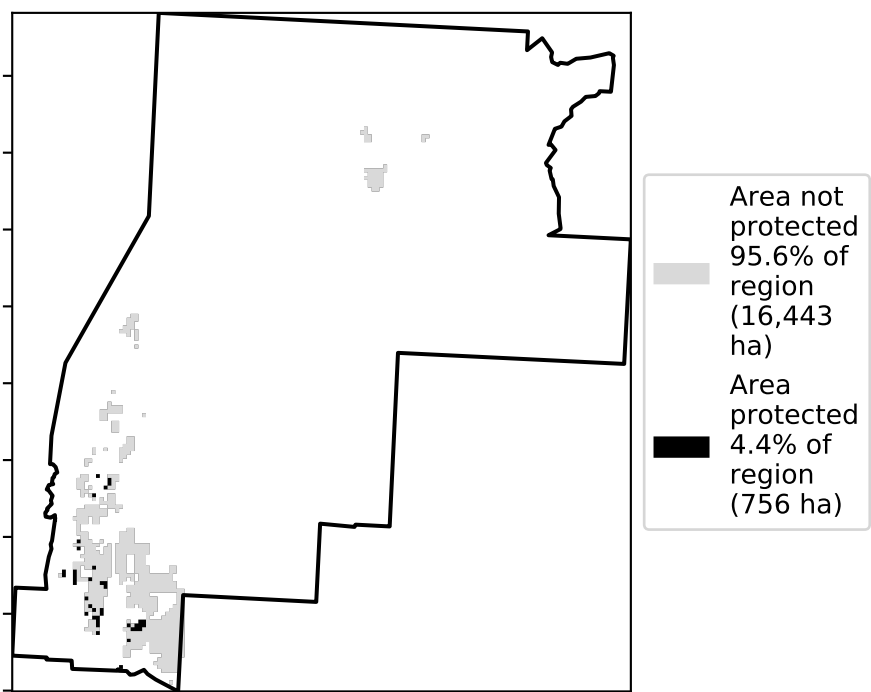 Area not
protected
95.6% of
region
(16,443
ha)
Area
protected
4.4% of
region
(756 ha)